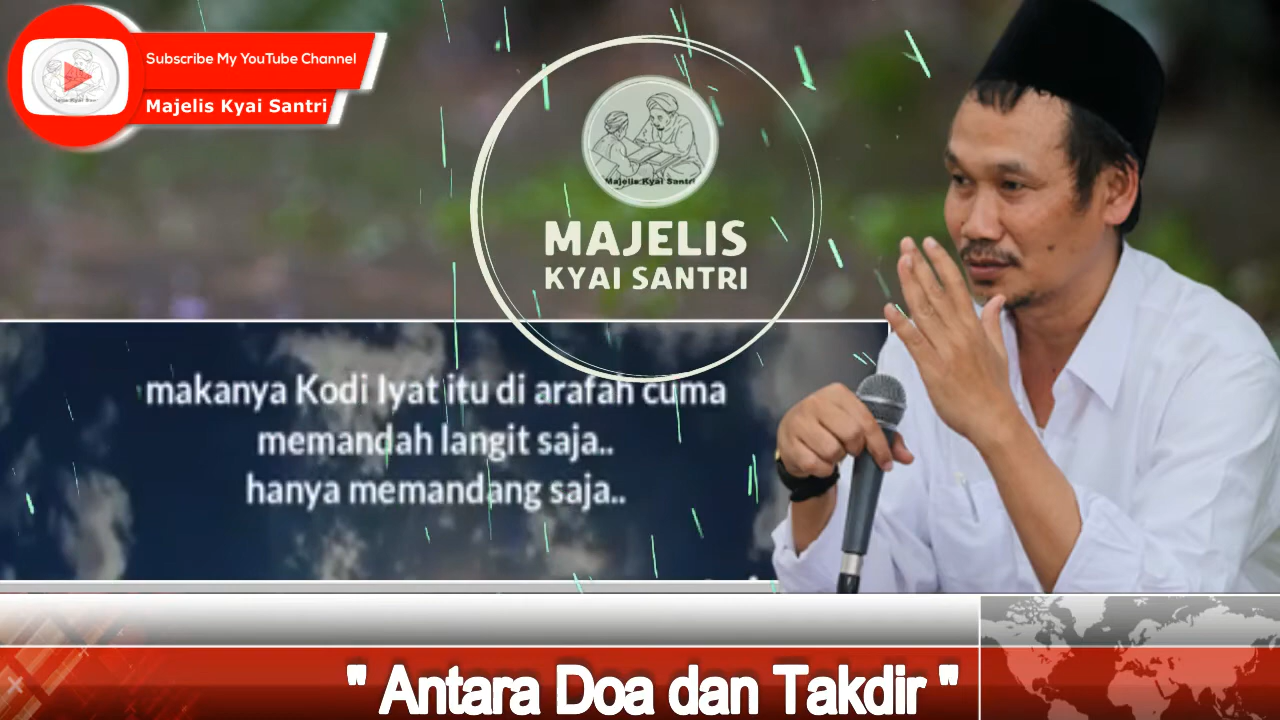 Subscribe My YouTube Channel
Majelis Kyai Santri
Majelis Kyai Santri
MAJELIS
KYAI SANTRI
makanya Kodi Iyat itu di arafah cuma
memandah langit saja..
hanya memandang saja..
" Antara Doa dan Takdir "